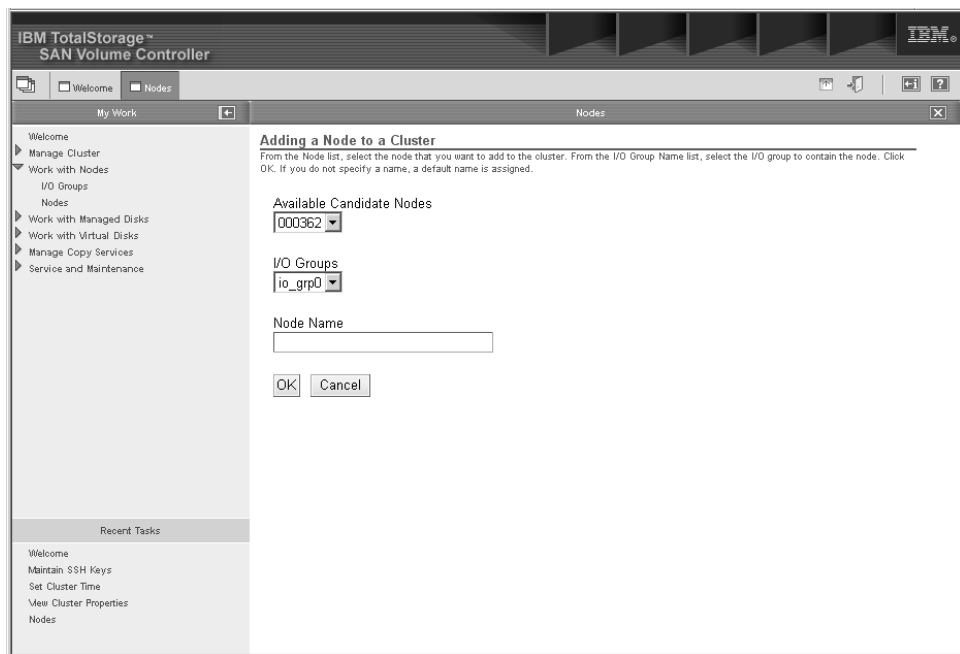 IBM TotalStorage™
SAN Volume Controller
IBM®
Welcome
Nodes
My Work
Nodes
Welcome
Manage Cluster
Work with Nodes
I/O Groups
Nodes
Work with Managed Disks
Work with Virtual Disks
Manage Copy Services
Service and Maintenance
Adding a Node to a Cluster
From the Node list, select the node that you want to add to the cluster. From the I/O Group Name list, select the I/O group to contain the node. Click
OK. If you do not specify a name, a default name is assigned.
Available Candidate Nodes
000362
I/O Groups
io_grp0
Node Name
OK Cancel
Recent Tasks
Welcome
Maintain SSH Keys
Set Cluster Time
View Cluster Properties
Nodes